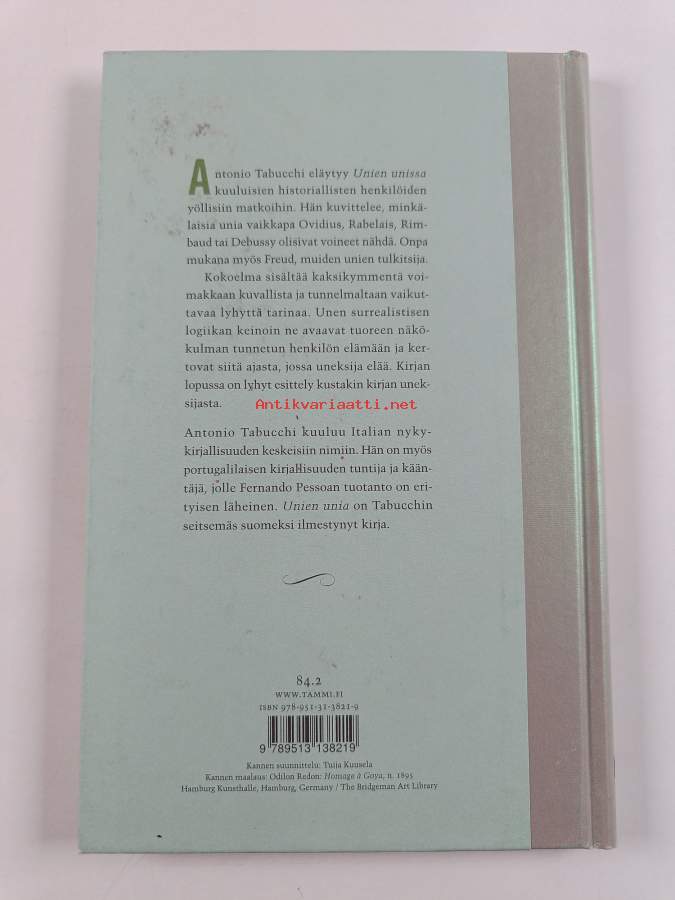 Antonio Tabucchi eläytyy Unien unissa
kuuluisien historiallisten henkilöiden
yöllisiin matkoihin. Hän kuvittelee, minkä-
laisia unia vaikkapa Ovidius, Rabelais, Rim-
baud tai Debussy olisivat voineet nähdä. Onpa
mukana myös Freud, muiden unien tulkitsija.
Kokoelma sisältää kaksikymmentä voi-
makkaan kuvallista ja tunnelmaltaan vaikut-
tavaa lyhyttä tarinaa. Unen surrealistisen
logiikan keinoin ne avaavat tuoreen näkö-
kulman tunnetun henkilön elämään ja ker-
tovat siitä ajasta, jossa uneksija elää. Kirjan
lopussa on lyhyt esittely kustakin kirjan unek-
sijasta.
Antikvariaatti.net
Antonio Tabucchi kuuluu Italian nyky-
kirjallisuuden keskeisiin nimiin. Hän on myös
portugalilaisen kirjallisuuden tuntija ja kään-
täjä, jolle Fernando Pessoan tuotanto on eri-
tyisen läheinen. Unien unia on Tabucchin
seitsemäs suomeksi ilmestynyt kirja.
84.2
WWW.TAMMI.FI
ISBN 978-951-31-3821-9
9 789513 138219
Kannen suunnittelu: Tuija Kuusela
Kannen maalaus: Odilon Redon: Homage à Goya, n. 1895
Hamburg Kunsthalle, Hamburg, Germany / The Bridgeman Art Library